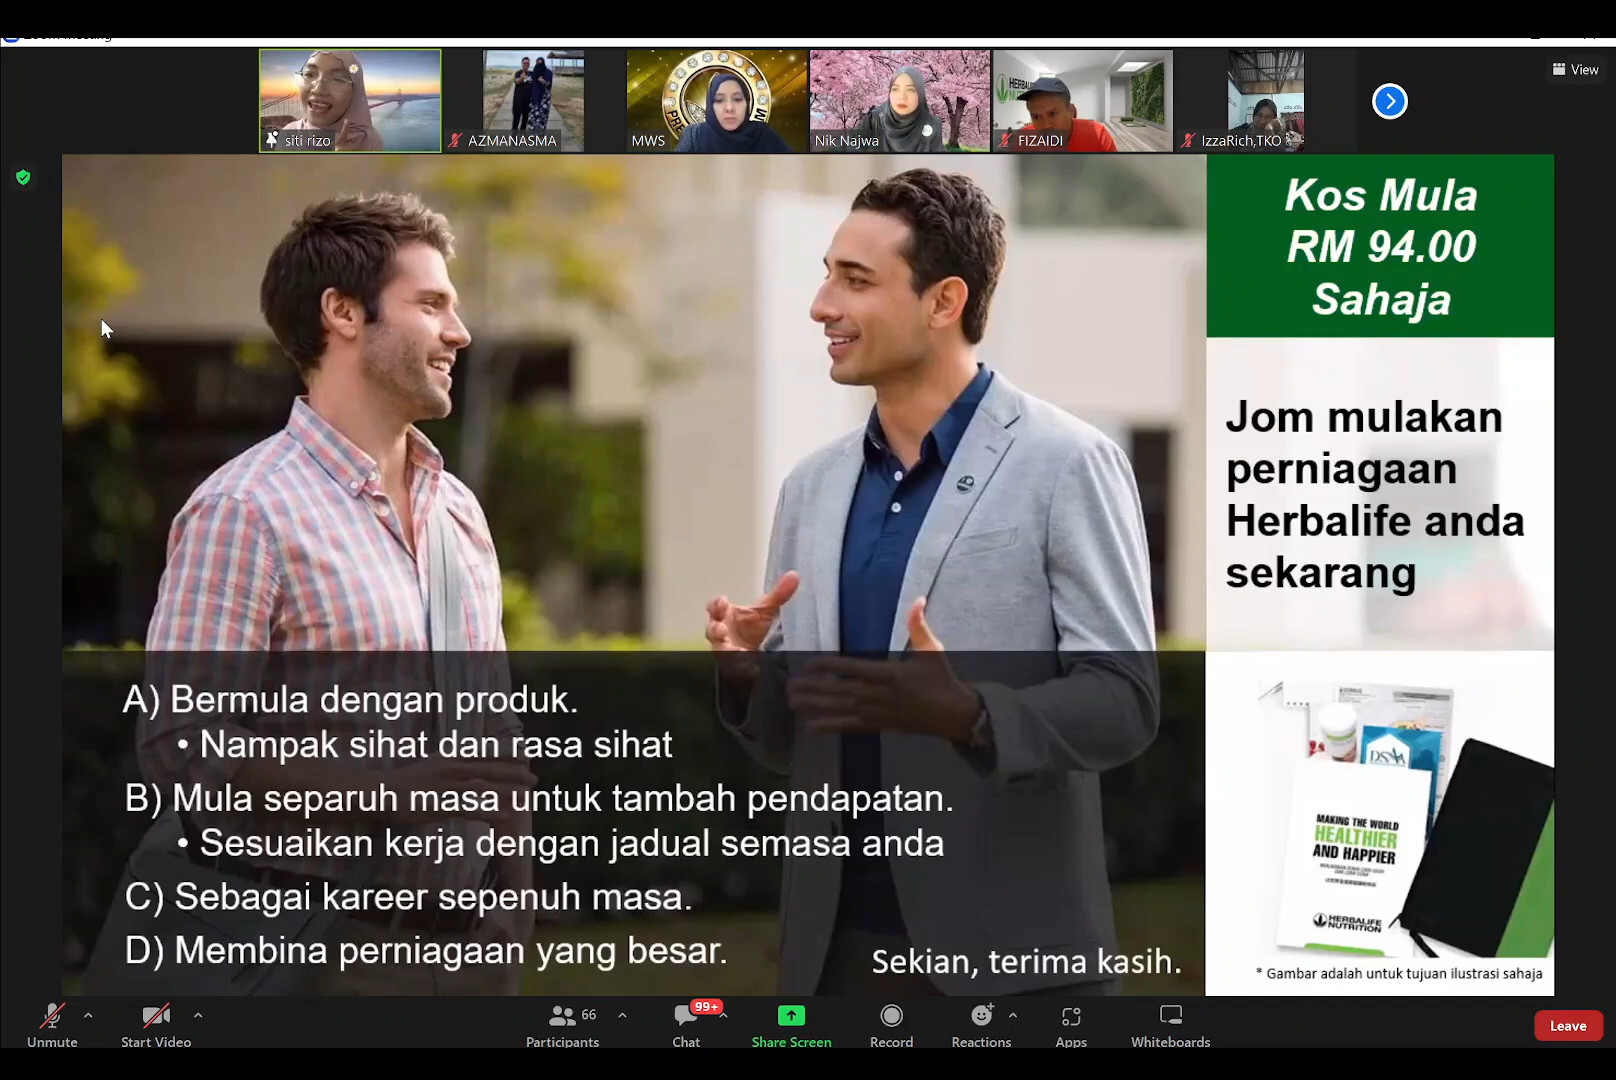 View
siti rizo
AZMANASMA
MWS
Nik Najwa
FIZAIDI
IzzaRich,TKO
Kos Mula
RM 94.00
Sahaja
Jom mulakan
perniagaan
Herbalife anda
sekarang
A) Bermula dengan produk.
• Nampak sihat dan rasa sihat
B) Mula separuh masa untuk tambah pendapatan.
• Sesuaikan kerja dengan jadual semasa anda
C) Sebagai kareer sepenuh masa.
D) Membina perniagaan yang besar.
Sekian, terima kasih.
MAKING THE WORLD
HEALTHIER
AND HAPPIER
HERBALIFE
NUTRITION
* Gambar adalah untuk tujuan ilustrasi sahaja
Unmute
Start Video
66
Participants
99+
Chat
Share Screen
Record
Reactions
Apps
Whiteboards
Leave